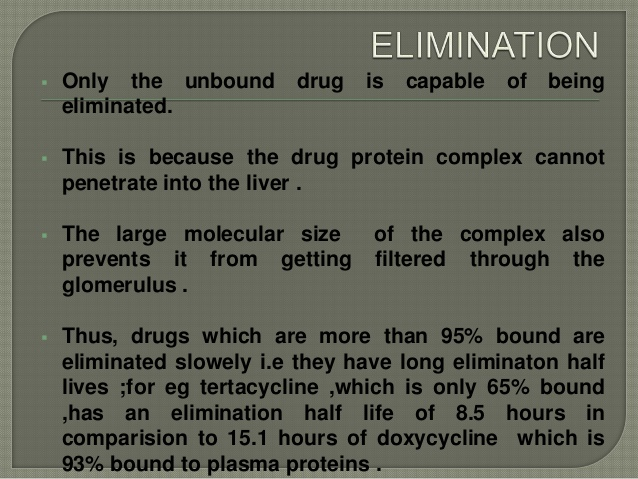 ELIMINATION
Only the unbound drug is capable of being
eliminated.
This is because the drug protein complex cannot
penetrate into the liver .
The large molecular size of the complex also
prevents it from getting filtered through the
glomerulus .
Thus, drugs which are more than 95% bound are
eliminated slowly i.e they have long eliminaton half
lives ;for eg tertacycline ,which is only 65% bound
,has an elimination half life of 8.5 hours in
comparision to 15.1 hours of doxycycline which is
93% bound to plasma proteins .